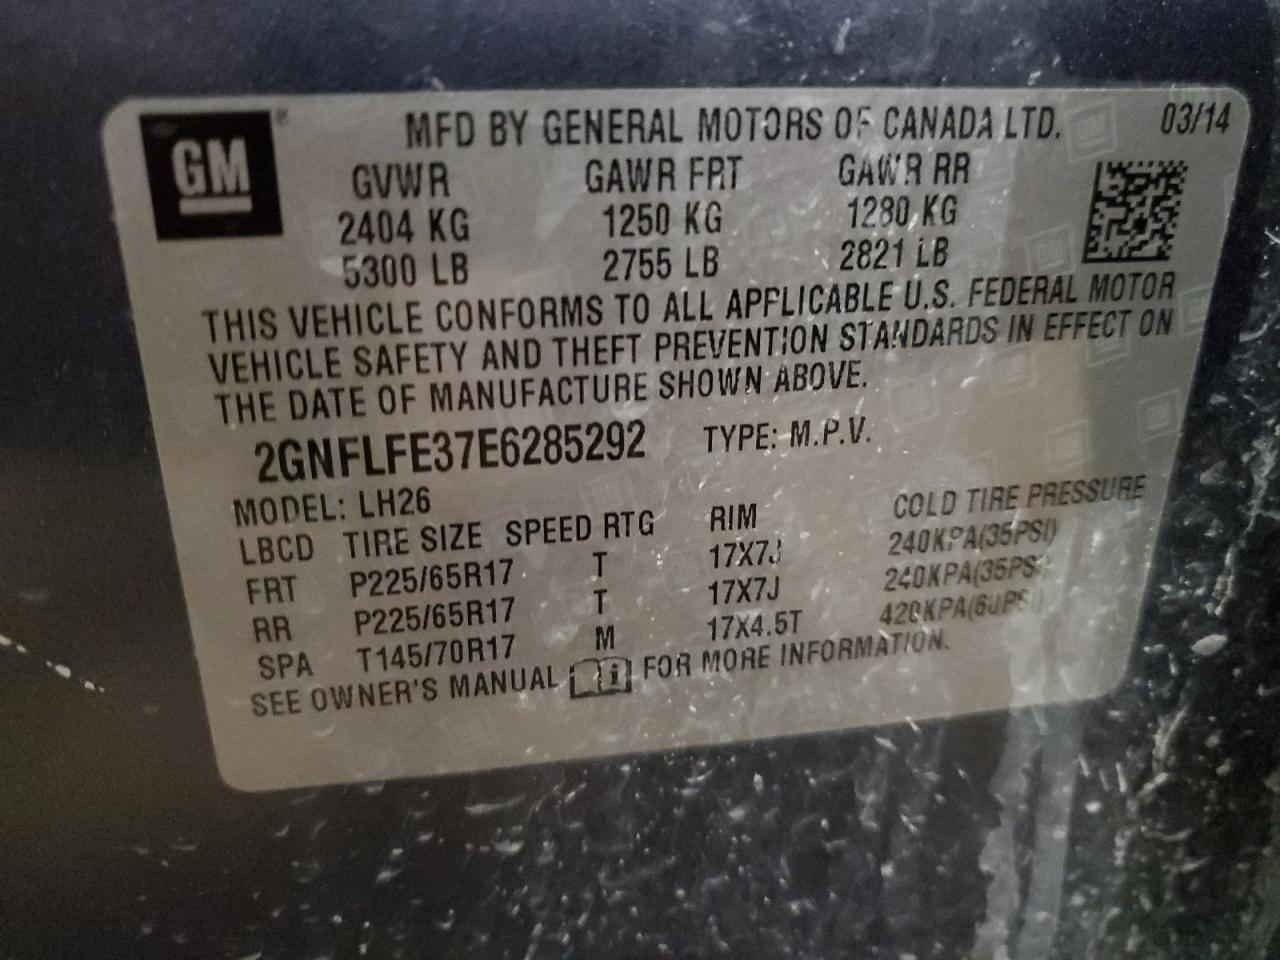 GM
MFD BY GENERAL MOTORS OF CANADA LTD. 03/14
GVWR GAWR FRT GAWR RR
2404 KG 1250 KG 1280 KG
5300 LB 2755 LB 2821 LB
THIS VEHICLE CONFORMS TO ALL APPLICABLE U.S. FEDERAL MOTOR
VEHICLE SAFETY AND THEFT PREVENTION STANDARDS IN EFFECT ON
THE DATE OF MANUFACTURE SHOWN ABOVE.
2GNFLFE37E6285292 TYPE: M.P.V.
MODEL: LH26
LBCD TIRE SIZE SPEED RTG RIM COLD TIRE PRESSURE
FRT P225/65R17 T 17X7J 240KPA(35PSI)
RR P225/65R17 T 17X7J 240KPA(35PSI)
SPA T145/70R17 M 17X4.5T 420KPA(60PSI)
SEE OWNER'S MANUAL FOR MORE INFORMATION.